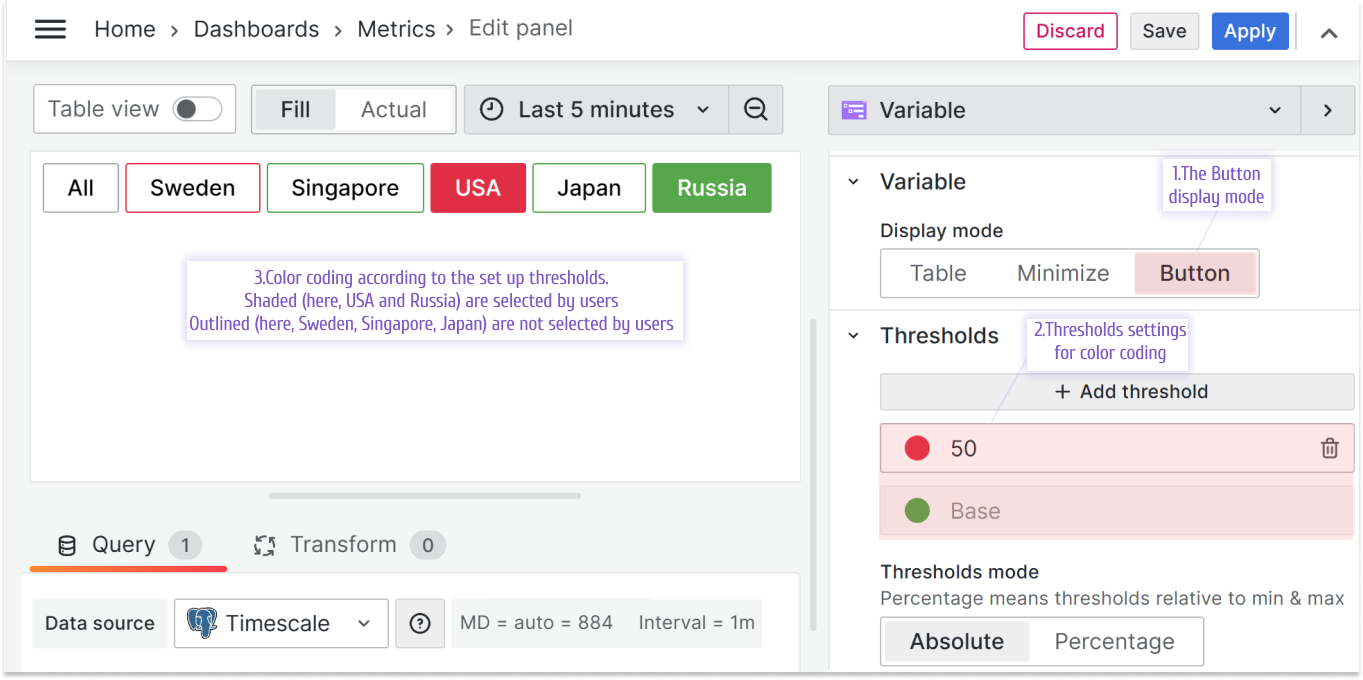 Home › Dashboards › Metrics › Edit panel
Discard
Save
Apply
Table view
Fill
Actual
Last 5 minutes
Variable
All
Sweden
Singapore
USA
Japan
Russia
3.Color coding according to the set up thresholds.
Shaded (here, USA and Russia) are selected by users
Outlined (here, Sweden, Singapore, Japan) are not selected by users
Query 1
Transform 0
Data source
Timescale
MD = auto = 884
Interval = 1m
Variable
1.The Button
display mode
Display mode
Table
Minimize
Button
Thresholds
2.Thresholds settings
for color coding
+ Add threshold
50
Base
Thresholds mode
Percentage means thresholds relative to min & max
Absolute
Percentage